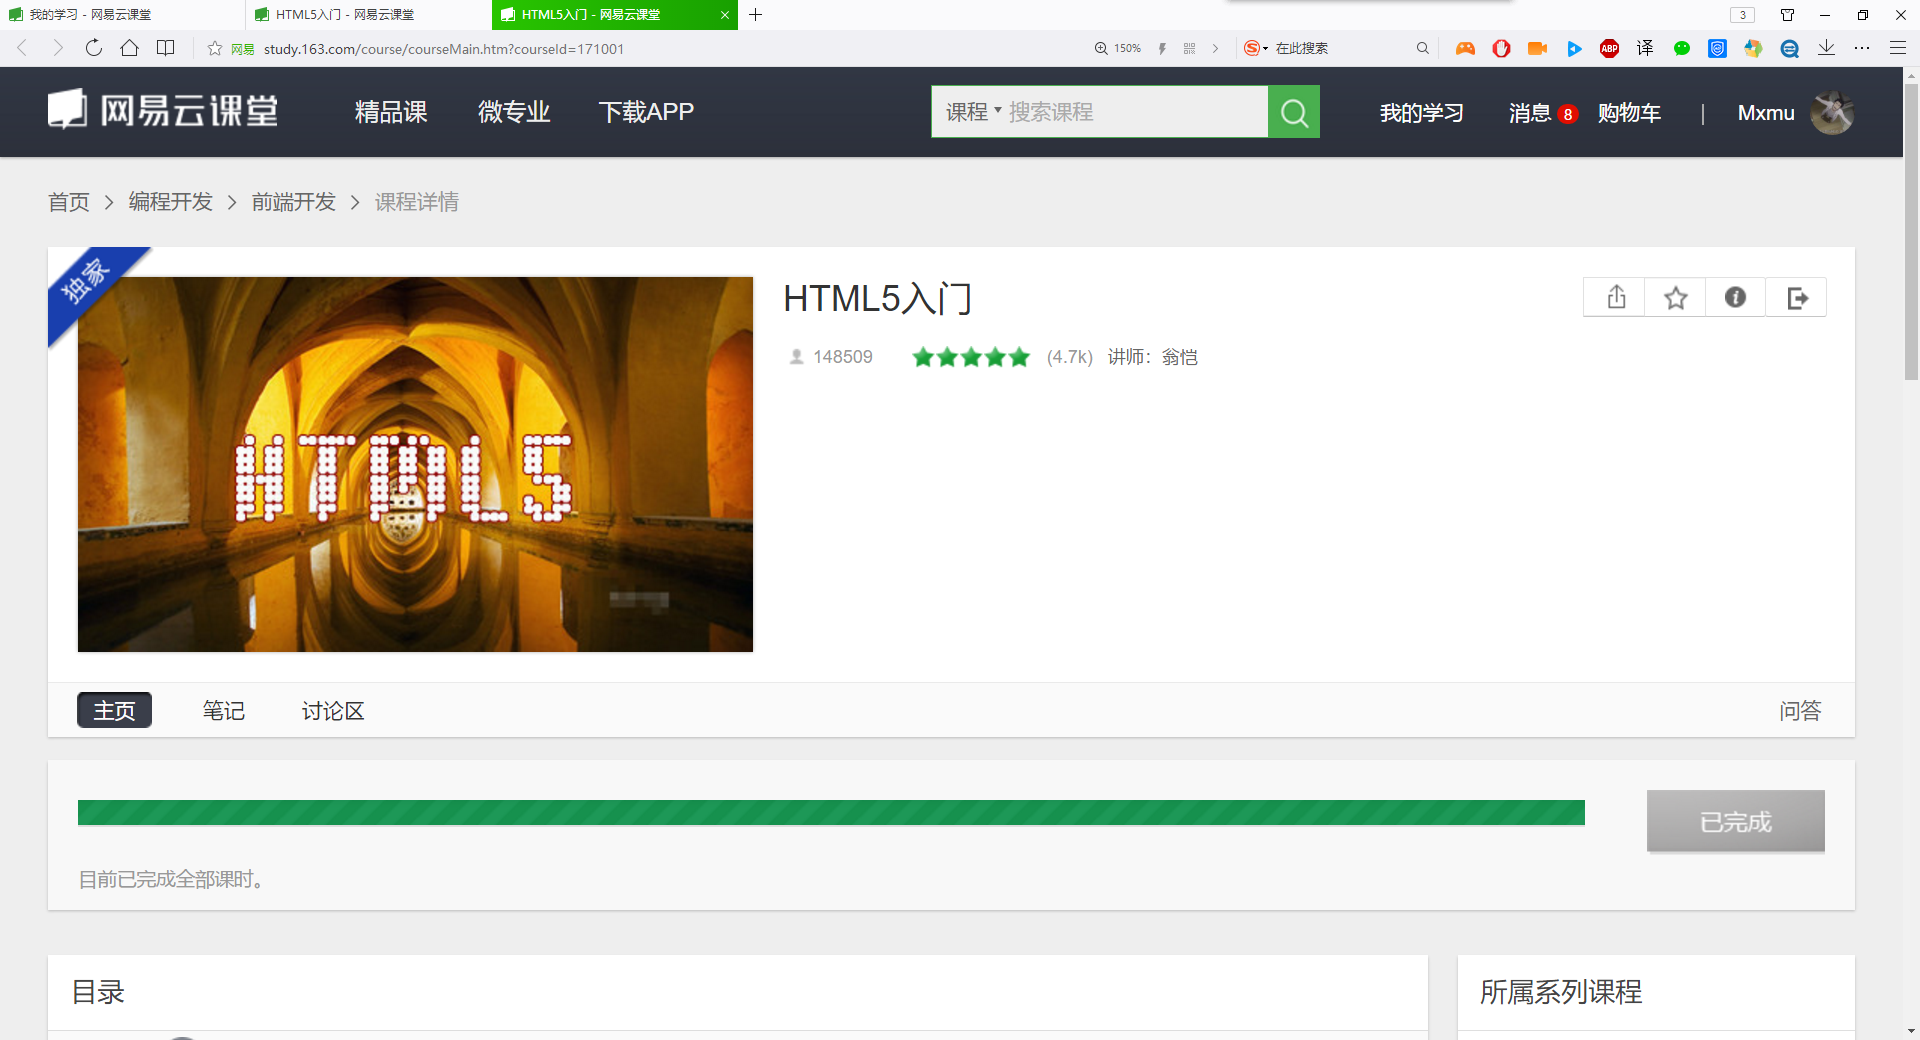 我的学习 - 网易云课堂
HTML5入门 - 网易云课堂
HTML5入门 - 网易云课堂
3
网易 study.163.com/course/courseMain.htm?courseId=171001
150%
在此搜索
ABP
译
网易云课堂
精品课
微专业
下载APP
课程
搜索课程
我的学习
消息 8
购物车
|
Mxmu
首页 > 编程开发 > 前端开发 > 课程详情
独家
HTML5
HTML5入门
148509
(4.7k)
讲师：翁恺
主页
笔记
讨论区
问答
已完成
目前已完成全部课时。
目录
所属系列课程